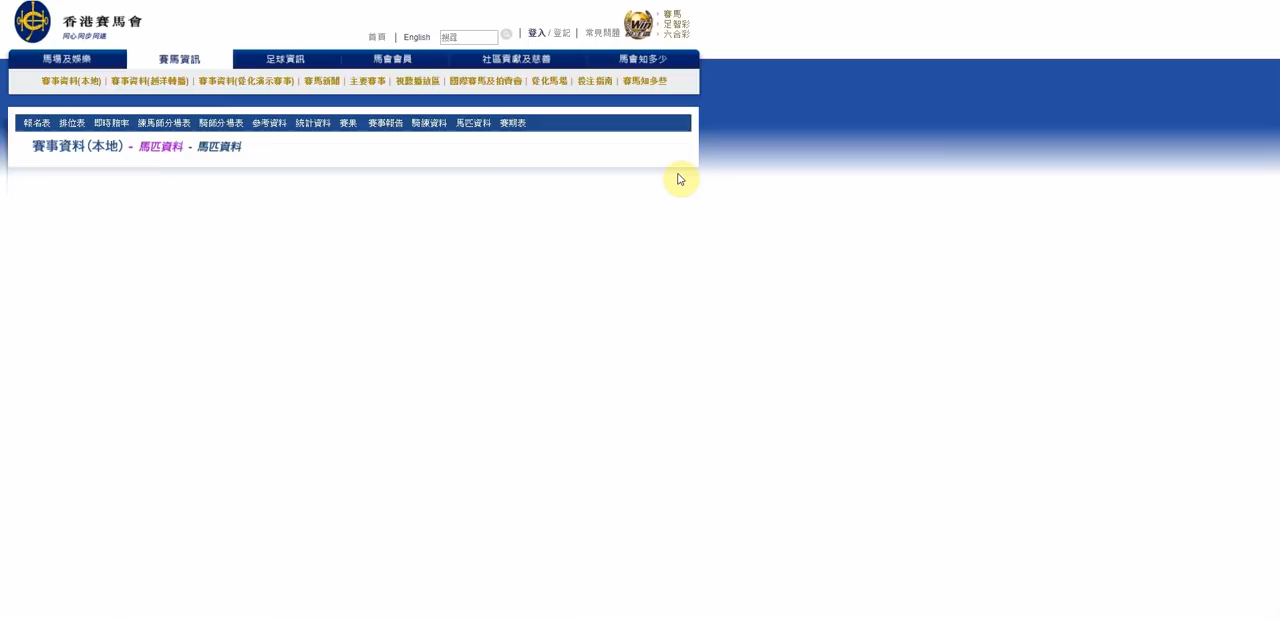 香港賽馬會
同心同步同進
首頁 | English 搜尋 | 登入 / 登記 | 常見問題
賽馬
足智彩
六合彩
馬場及娛樂 賽馬資訊 足球資訊 馬會會員 社區貢獻及慈善 馬會知多少
賽事資料(本地) | 賽事資料(越洋轉播) | 賽事資料(從化演示賽事) | 賽馬新聞 | 主要賽事 | 視聽播放區 | 國際賽馬及拍賣會 | 從化馬場 | 投注指南 | 賽馬知多些
報名表 排位表 即時賠率 練馬師分場表 騎師分場表 參考資料 統計資料 賽果 賽事報告 騎練資料 馬匹資料 賽期表
賽事資料(本地) - 馬匹資料 - 馬匹資料